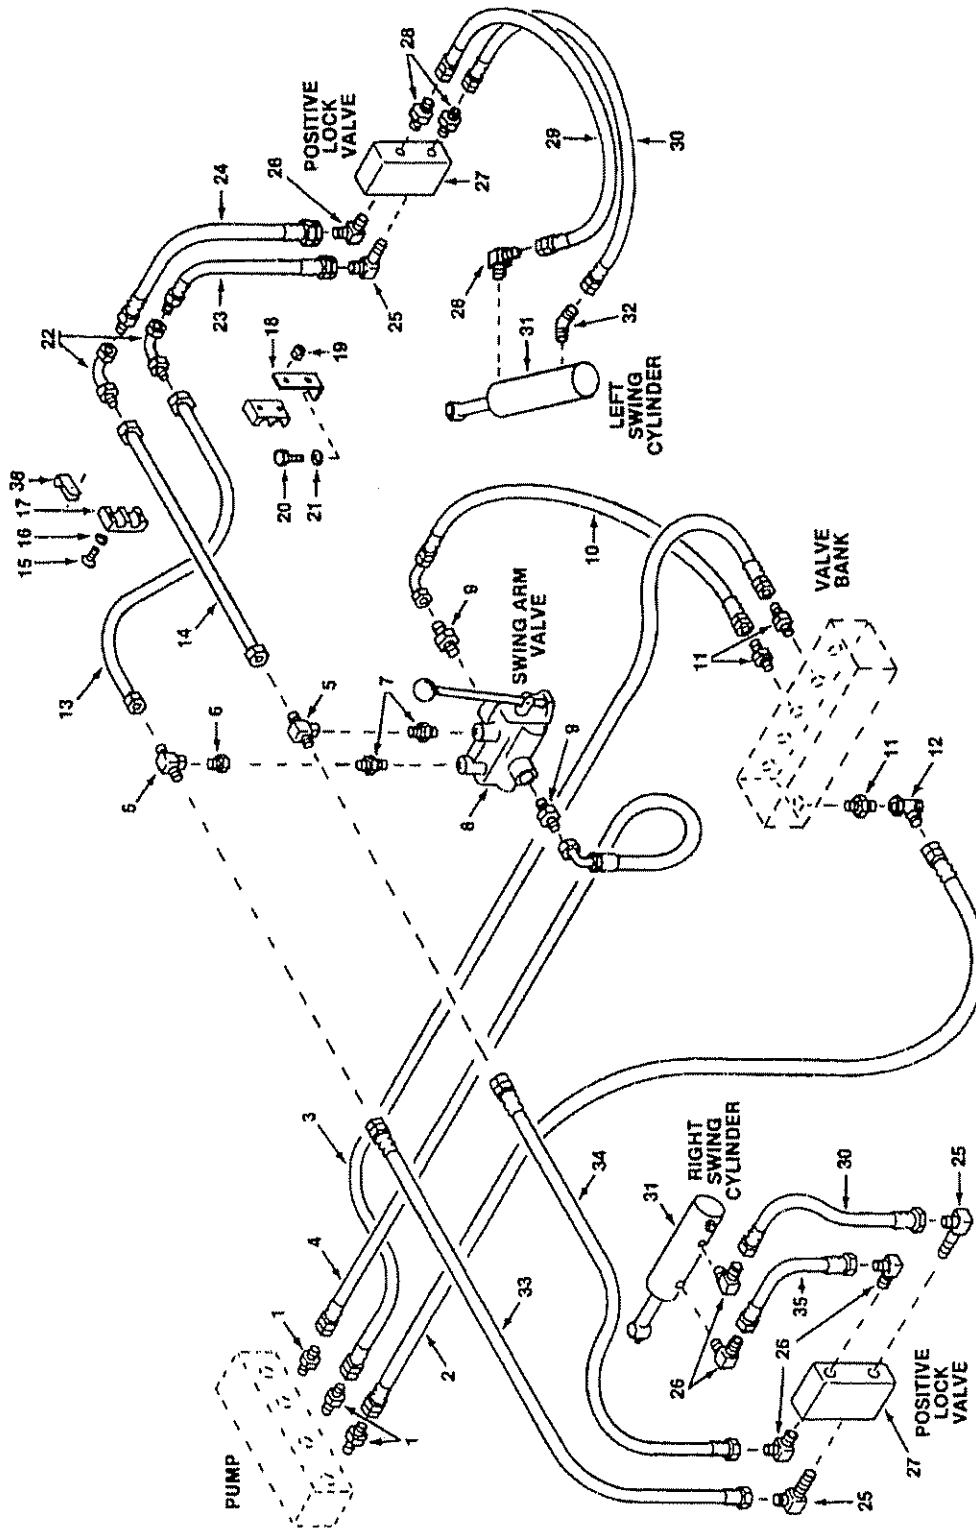 15 16 17 38
22
13
5
14
6
23
24
PUMP
18
26
20
21
19
POSITIVE
LOCK
VALVE
1
4
3
5
7
25
28
1
2
8
9
26
27
33
SWING ARM
VALVE
31
9
29
34
10
LEFT
SWING
CYLINDER
32
31
30
26
11
RIGHT
SWING
CYLINDER
26
35
VALVE
BANK
30
25
11
27
12
POSITIVE
LOCK
VALVE
25